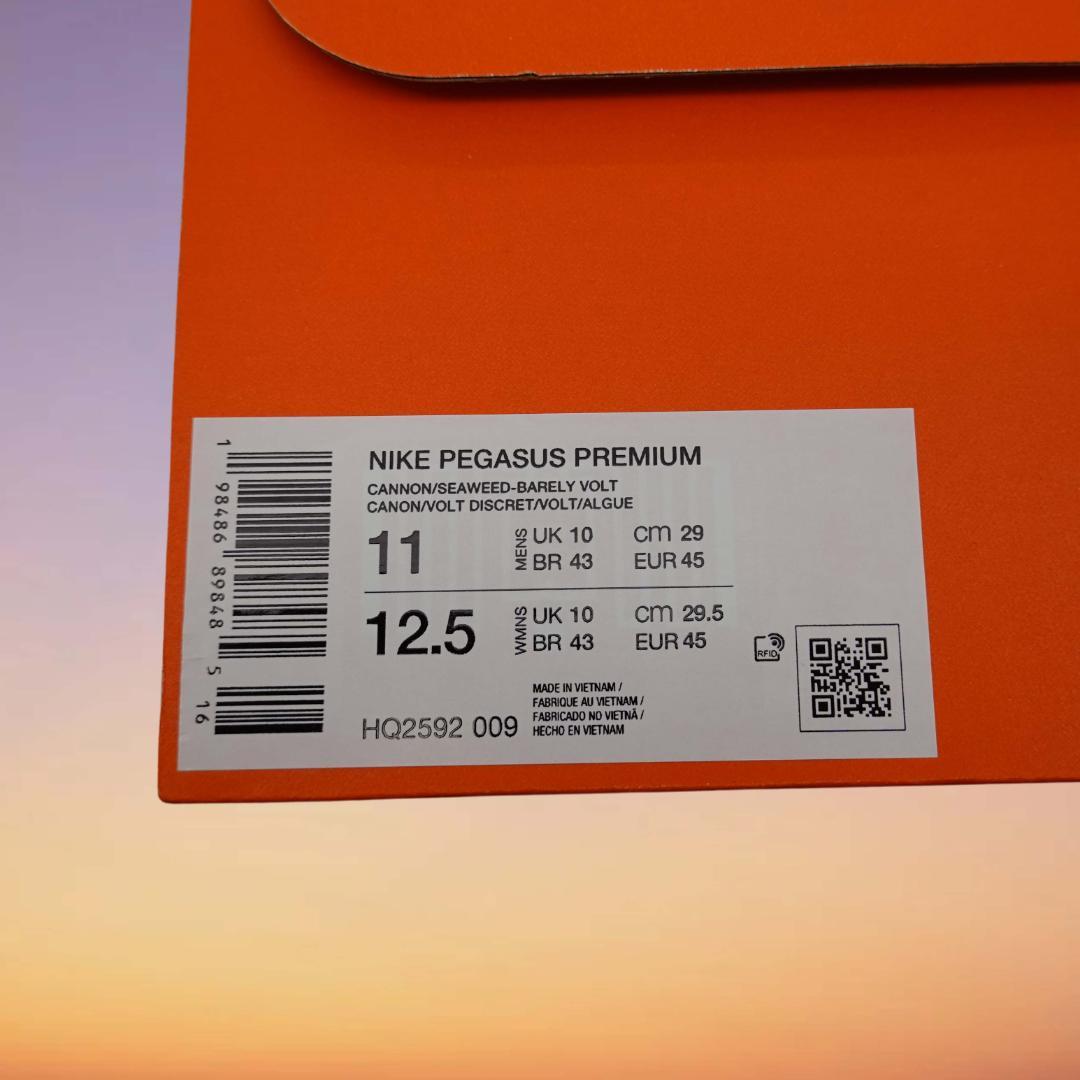 1 98486 89848 5 16
NIKE PEGASUS PREMIUM
CANNON/SEAWEED-BARELY VOLT
CANON/VOLT DISCRET/VOLT/ALGUE
11 MENS UK 10 CM 29
BR 43 EUR 45
12.5 WMNS UK 10 CM 29.5
BR 43 EUR 45
RFID
MADE IN VIETNAM /
FABRIQUE AU VIETNAM /
FABRICADO NO VIETNÃ /
HQ2592 009 HECHO EN VIETNAM